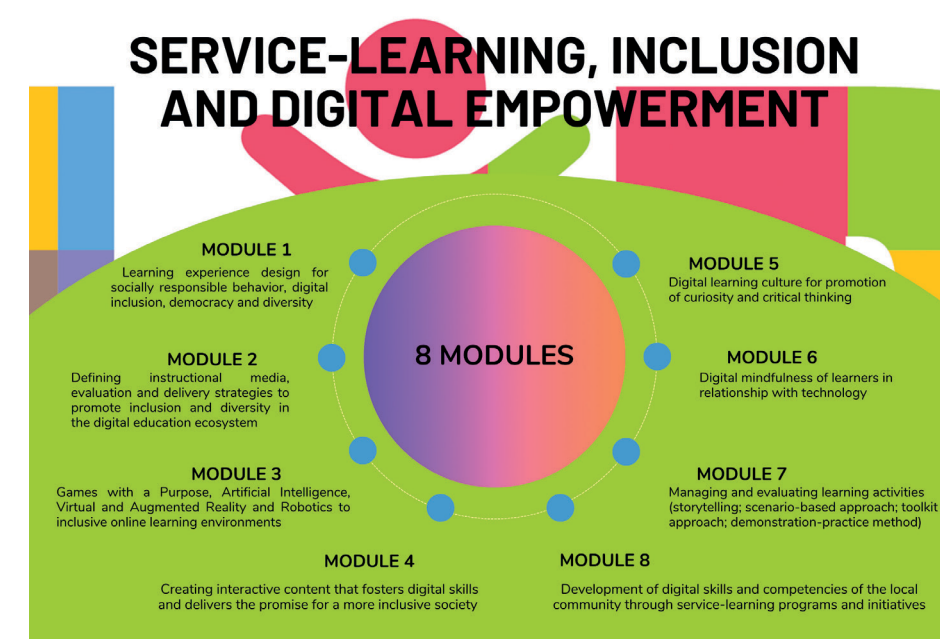 SERVICE-LEARNING, INCLUSION
AND DIGITAL EMPOWERMENT
MODULE 1
Learning experience design for
socially responsible behavior, digital
inclusion, democracy and diversity
MODULE 2
Defining instructional media,
evaluation and delivery strategies to
promote inclusion and diversity in
the digital education ecosystem
MODULE 3
Games with a Purpose, Artificial Intelligence,
Virtual and Augmented Reality and Robotics to
inclusive online learning environments
MODULE 4
Creating interactive content that fosters digital skills
and delivers the promise for a more inclusive society
8 MODULES
MODULE 5
Digital learning culture for promotion
of curiosity and critical thinking
MODULE 6
Digital mindfulness of learners in
relationship with technology
MODULE 7
Managing and evaluating learning activities
(storytelling; scenario-based approach; toolkit
approach; demonstration-practice method)
MODULE 8
Development of digital skills and competencies of the local
community through service-learning programs and initiatives